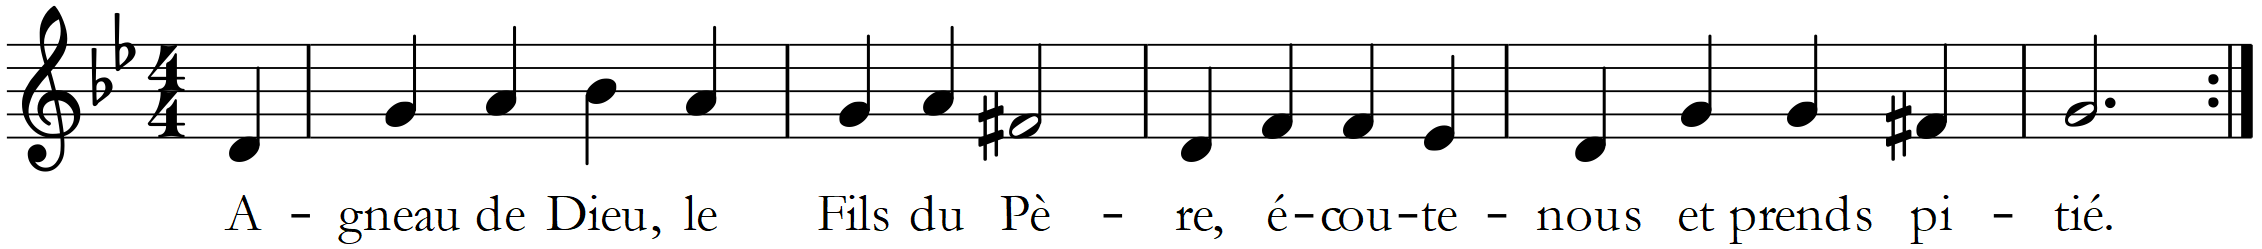 A - gneau de Dieu, le Fils du Pè - re, é-cou-te - nous et prends pi - tié.